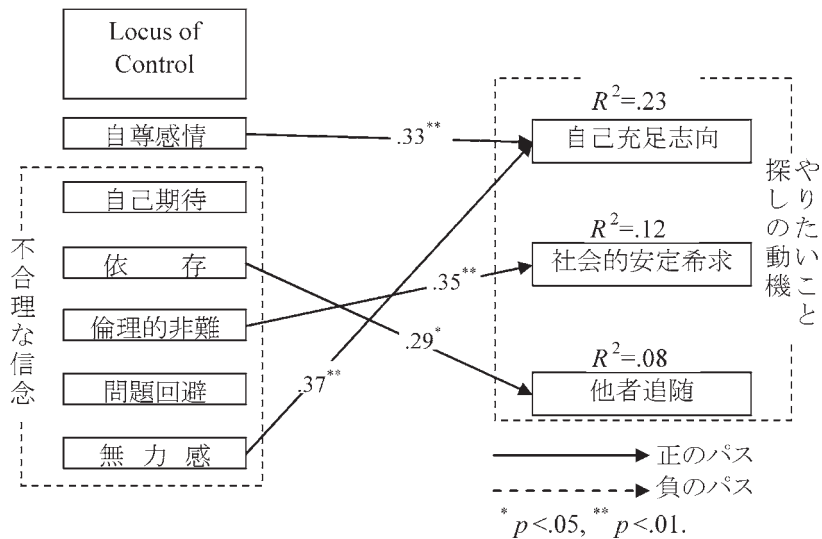 Locus of
Control
自尊感情
自己期待
依 存
倫理的非難
問題回避
無 力 感
不合理な信念
.33**
.35**
.29*
.37**
R²=.23
自己充足志向
R²=.12
社会的安定希求
R²=.08
他者追随
やりたいこと
探しの動機
正のパス
負のパス
* p<.05, ** p<.01.